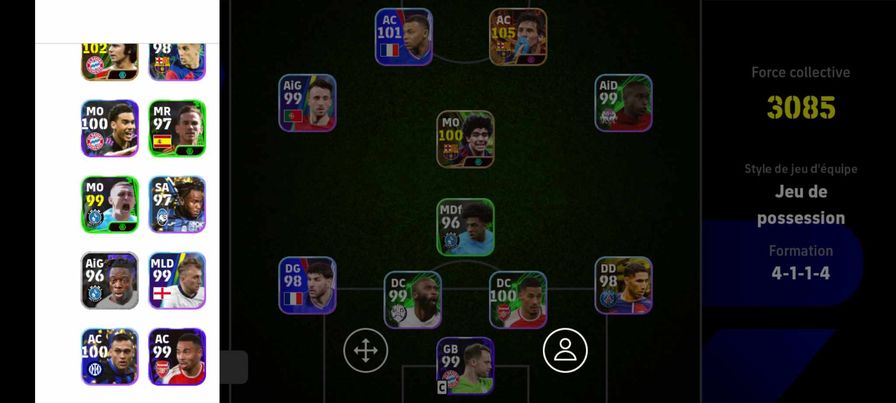 102
98
MO
100
MR
97
MO
99
SA
97
AiG
96
MLD
99
AC
100
AC
99
AC
101
AC
105
AiG
99
AiD
99
MO
100
MDf
96
DG
98
DC
99
DC
100
DD
98
GB
99
C
Force collective
3085
Style de jeu d'équipe
Jeu de
possession
Formation
4-1-1-4